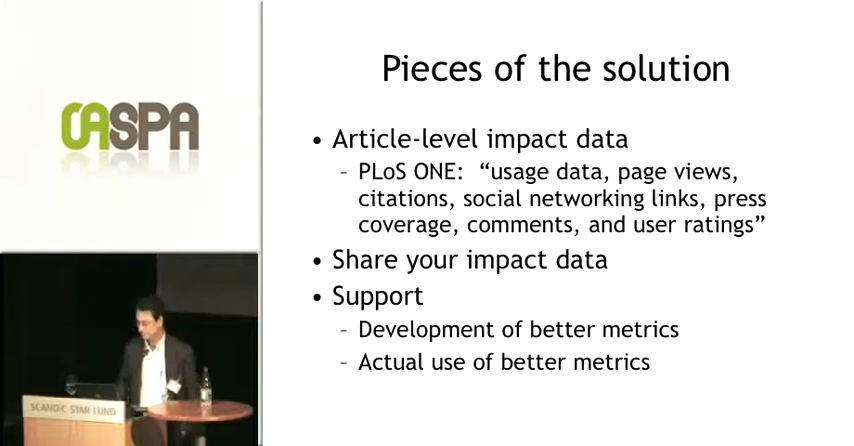 OASPA
SCANDIC STAR LUND
Pieces of the solution
• Article-level impact data
– PLoS ONE: “usage data, page views,
citations, social networking links, press
coverage, comments, and user ratings”
• Share your impact data
• Support
– Development of better metrics
– Actual use of better metrics